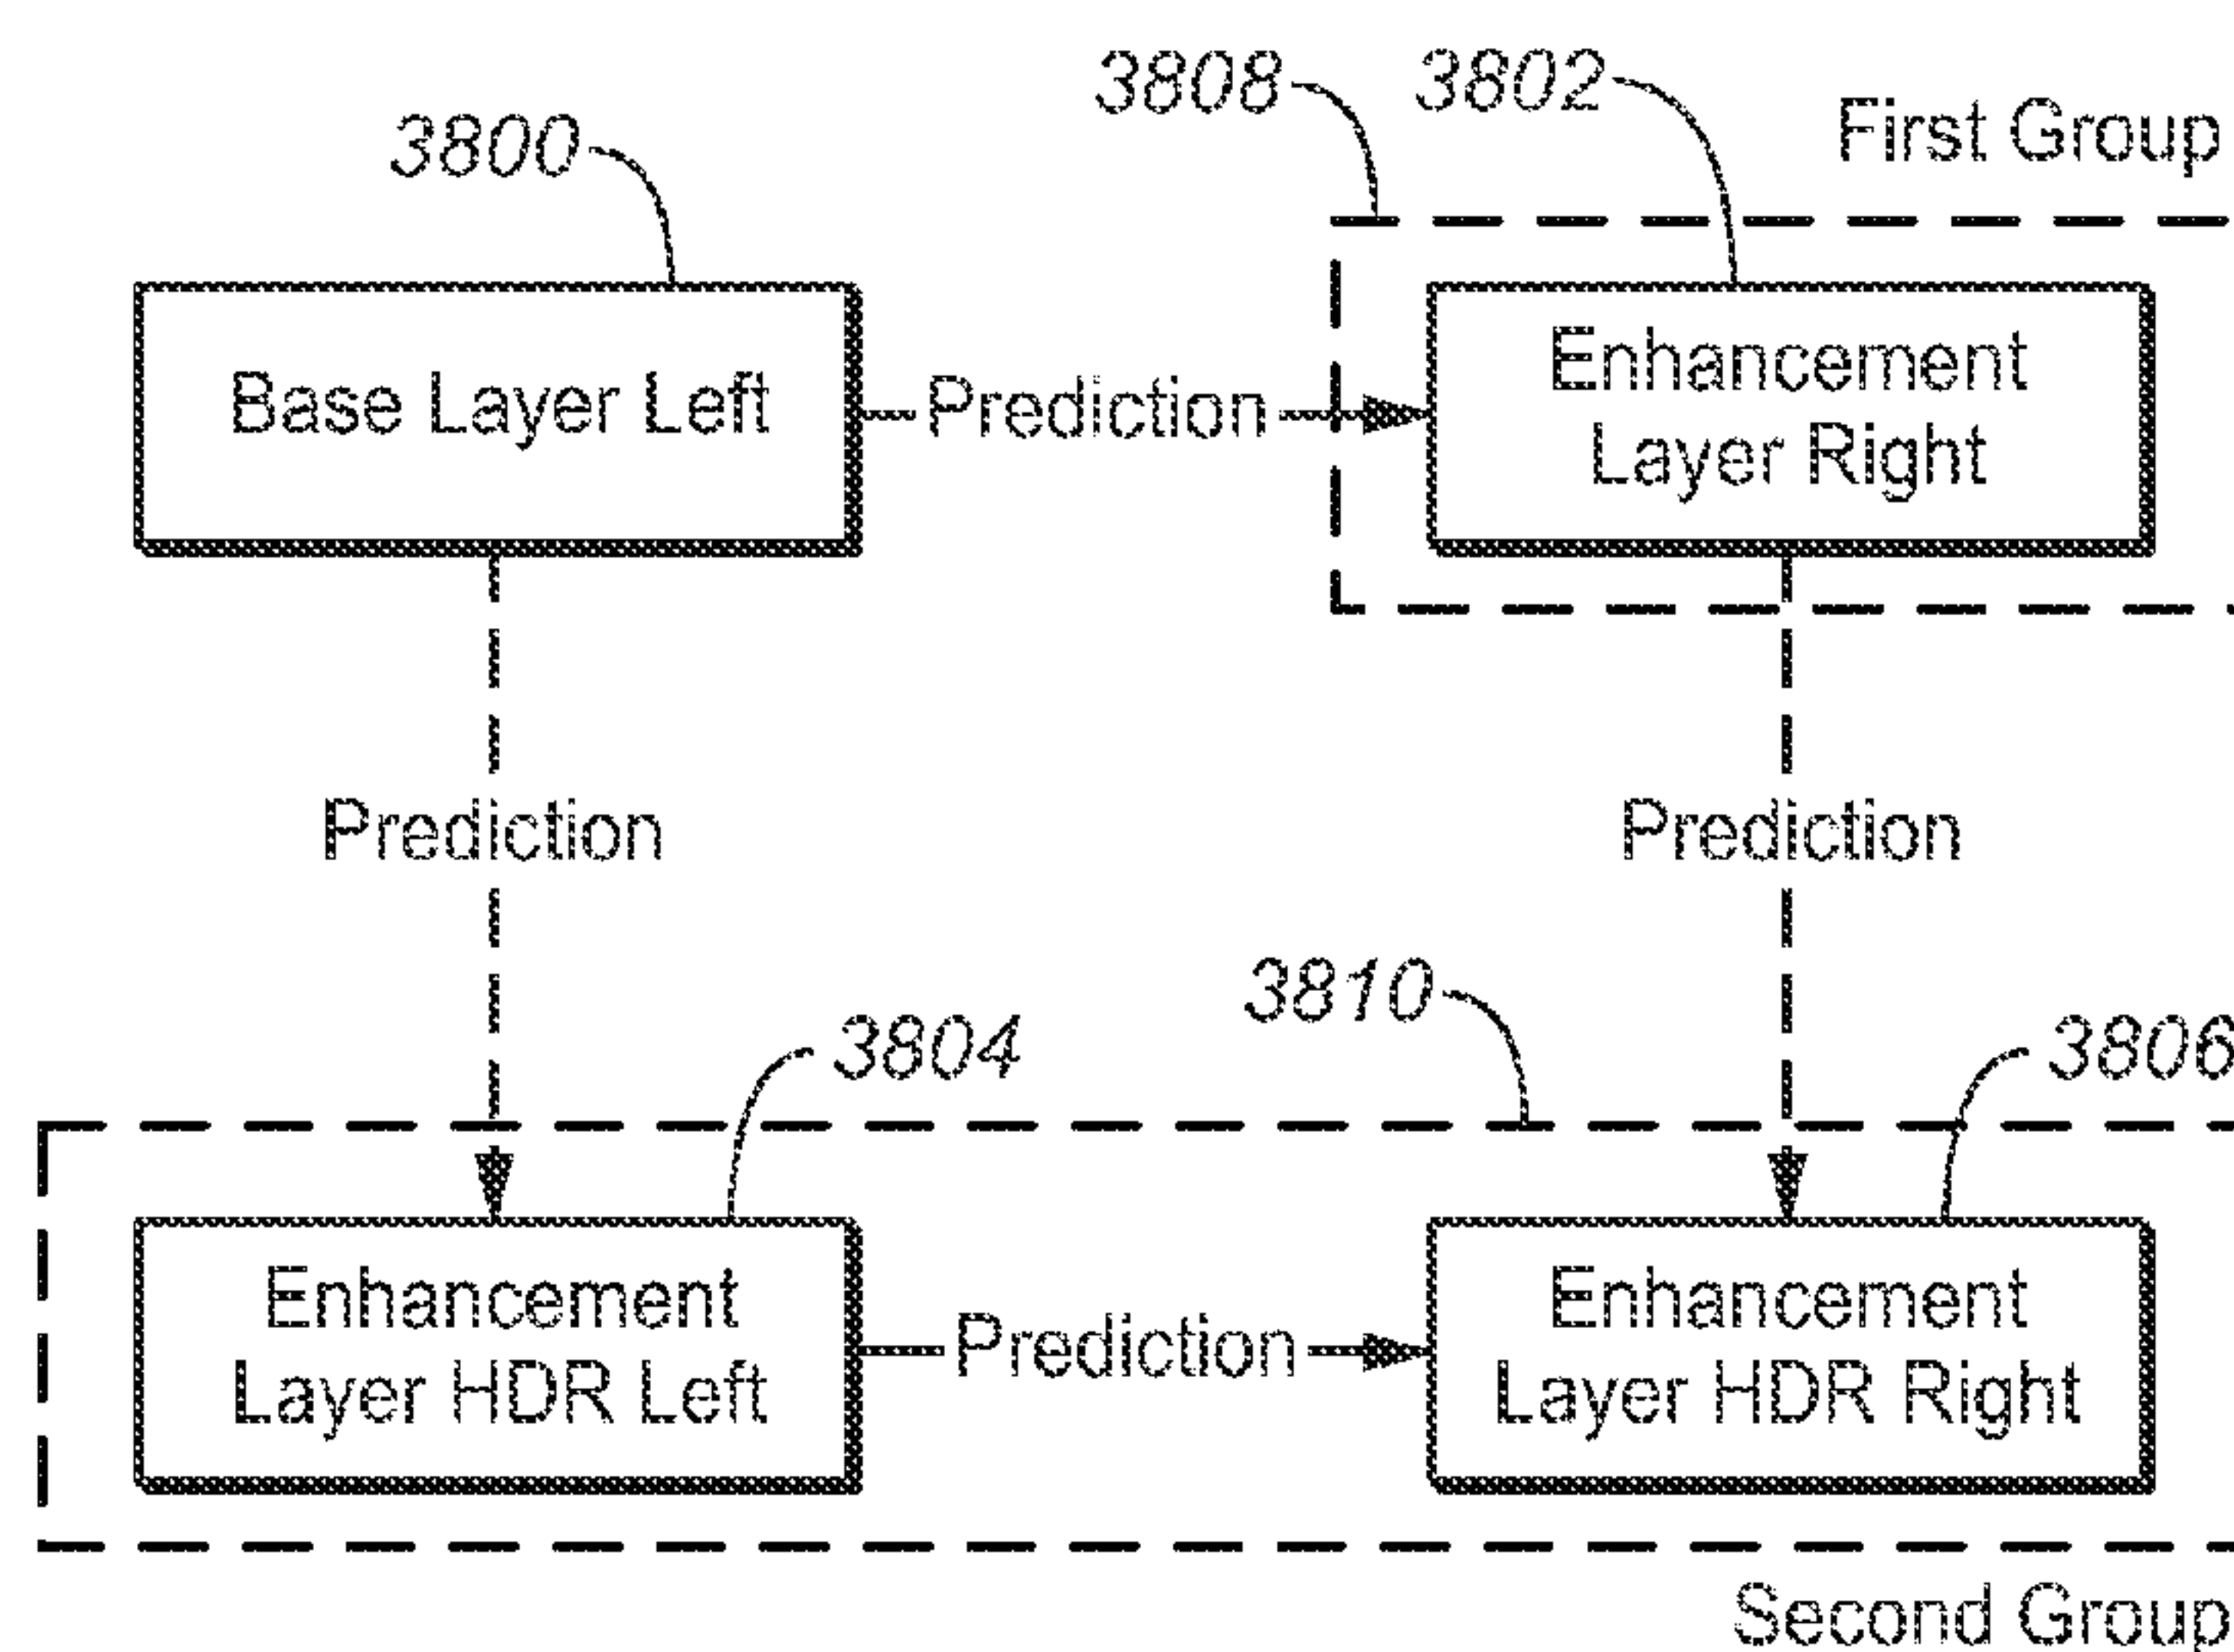 3808
3802
First Group
3800
Base Layer Left
Prediction
Enhancement
Layer Right
Prediction
Prediction
3810
3804
3806
Enhancement
Layer HDR Left
Prediction
Enhancement
Layer HDR Right
Second Group